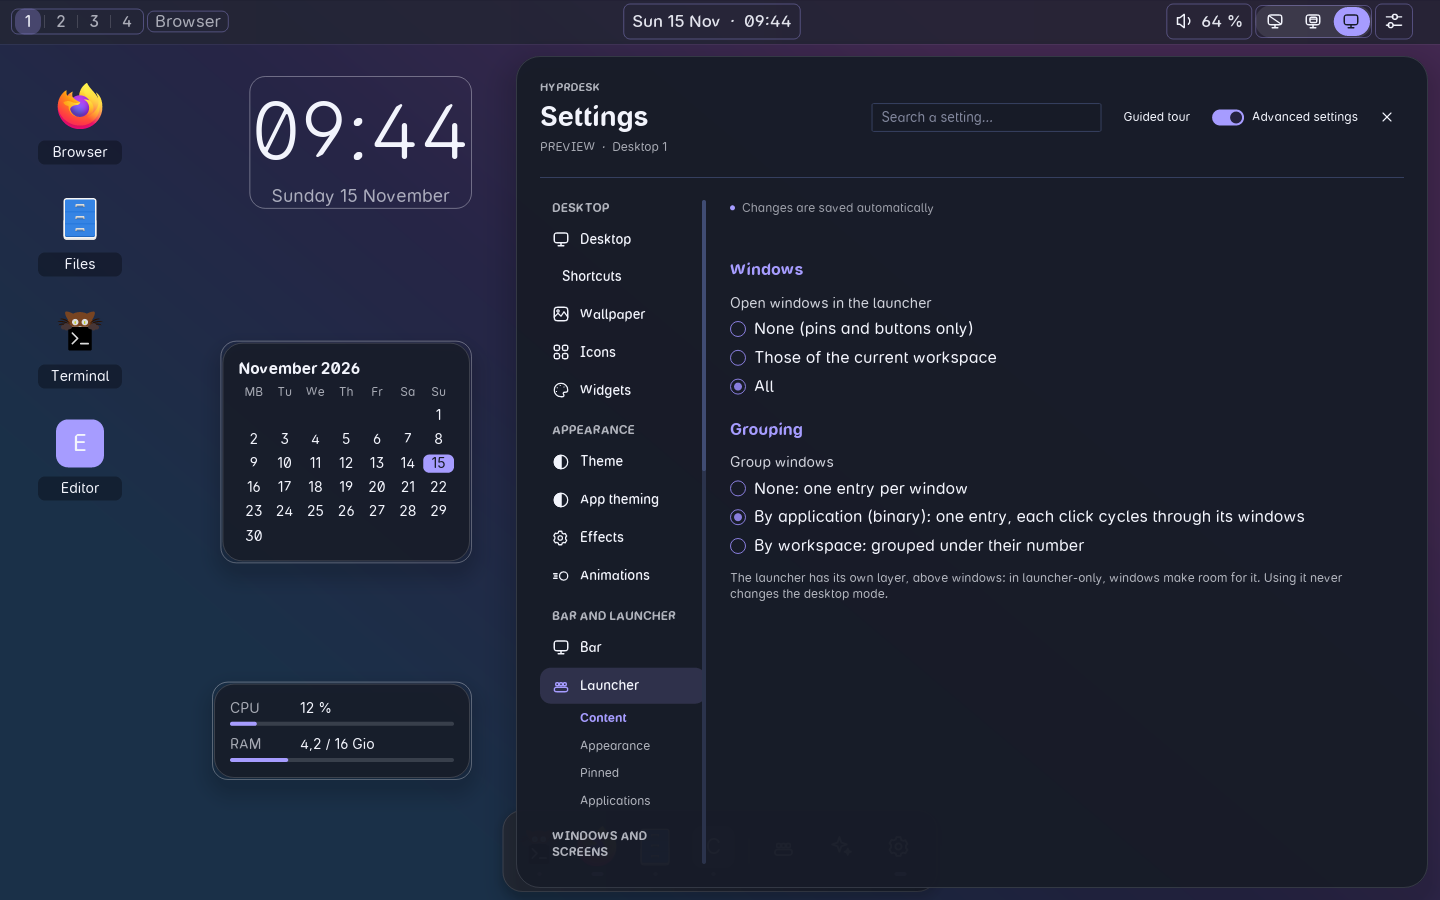 1 2 3 4 Browser
Sun 15 Nov · 09:44
64 %
Browser
Files
Terminal
E
Editor
09:44
Sunday 15 November
November 2026
MB Tu We Th Fr Sa Su
1
2 3 4 5 6 7 8
9 10 11 12 13 14 15
16 17 18 19 20 21 22
23 24 25 26 27 28 29
30
CPU 12 %
RAM 4,2 / 16 Gio
HYPRDESK
Settings
PREVIEW · Desktop 1
Search a setting...
Guided tour
Advanced settings
DESKTOP
Desktop
Shortcuts
Wallpaper
Icons
Widgets
APPEARANCE
Theme
App theming
Effects
Animations
BAR AND LAUNCHER
Bar
Launcher
Content
Appearance
Pinned
Applications
WINDOWS AND
SCREENS
Changes are saved automatically
Windows
Open windows in the launcher
None (pins and buttons only)
Those of the current workspace
All
Grouping
Group windows
None: one entry per window
By application (binary): one entry, each click cycles through its windows
By workspace: grouped under their number
The launcher has its own layer, above windows: in launcher-only, windows make room for it. Using it never
changes the desktop mode.